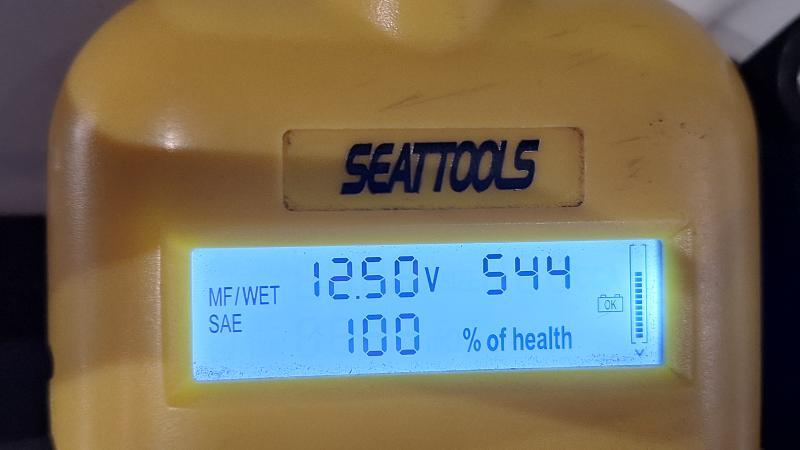 SEATTOOLS
MF/WET 12.50V 544
SAE 100 % of health
OK